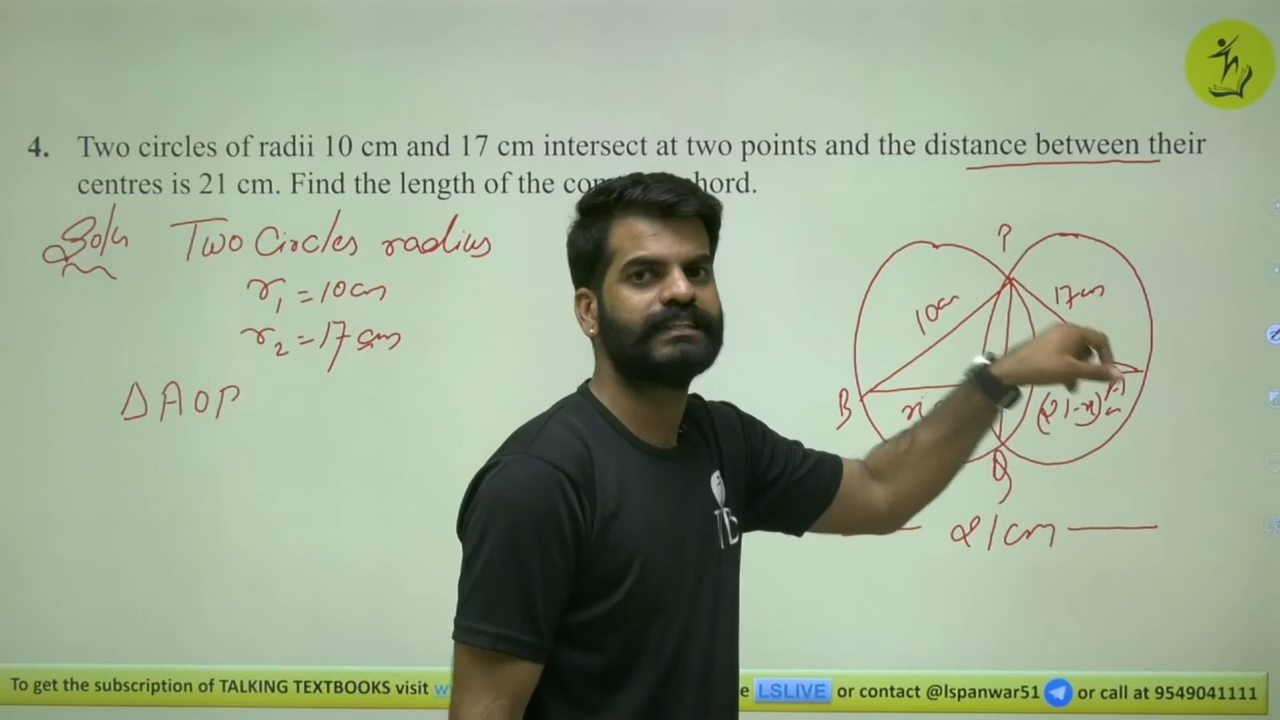 4. Two circles of radii 10 cm and 17 cm intersect at two points and the distance between their
centres is 21 cm. Find the length of the hord.
Soln Two Circles radius
r₁ = 10cm
r₂ = 17cm
Δ AOP
P
10cm
17cm
B
x
(21-x)
Q
21cm
To get the subscription of TALKING TEXTBOOKS visit
LSLIVE or contact @lspanwar51 or call at 9549041111